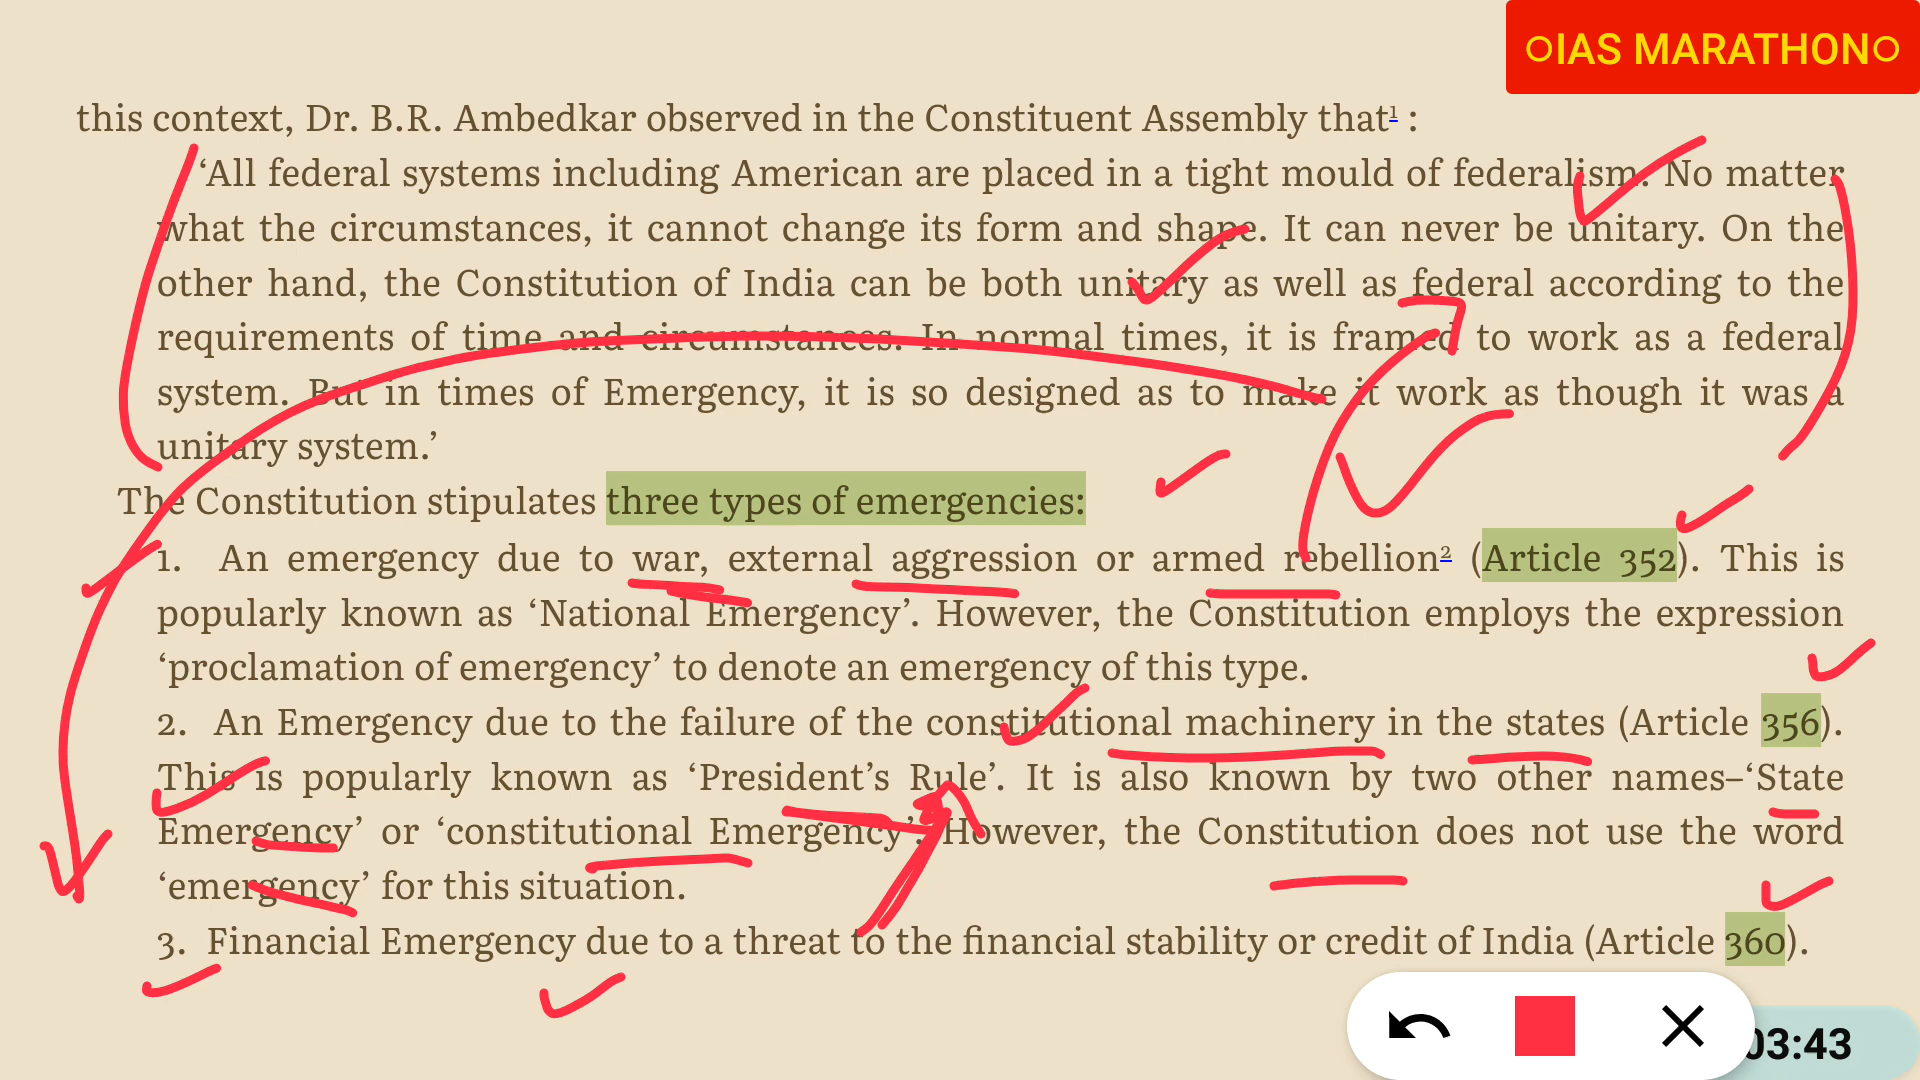 ○IAS MARATHON○
this context, Dr. B.R. Ambedkar observed in the Constituent Assembly that1 :
‘All federal systems including American are placed in a tight mould of federalism. No matter
what the circumstances, it cannot change its form and shape. It can never be unitary. On the
other hand, the Constitution of India can be both unitary as well as federal according to the
requirements of time and circumstances. In normal times, it is framed to work as a federal
system. But in times of Emergency, it is so designed as to make it work as though it was a
unitary system.’
The Constitution stipulates three types of emergencies:
1. An emergency due to war, external aggression or armed rebellion2 (Article 352). This is
popularly known as ‘National Emergency’. However, the Constitution employs the expression
‘proclamation of emergency’ to denote an emergency of this type.
2. An Emergency due to the failure of the constitutional machinery in the states (Article 356).
This is popularly known as ‘President’s Rule’. It is also known by two other names–‘State
Emergency’ or ‘constitutional Emergency’. However, the Constitution does not use the word
‘emergency’ for this situation.
3. Financial Emergency due to a threat to the financial stability or credit of India (Article 360).
03:43